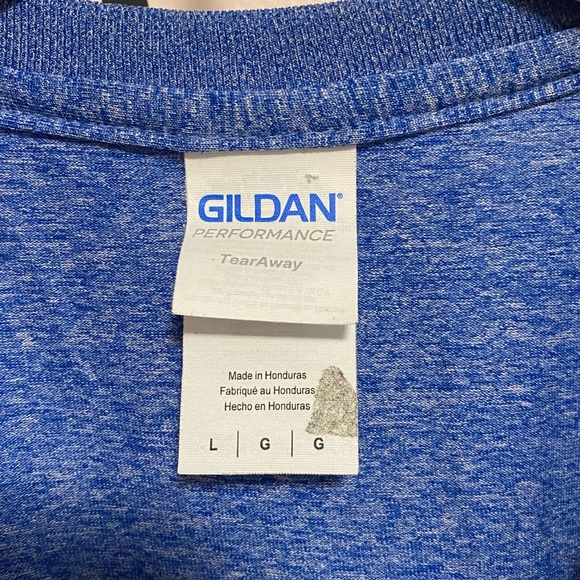 GILDAN®
PERFORMANCE
TearAway
Made in Honduras
Fabriqué au Honduras
Hecho en Honduras
L | G | G